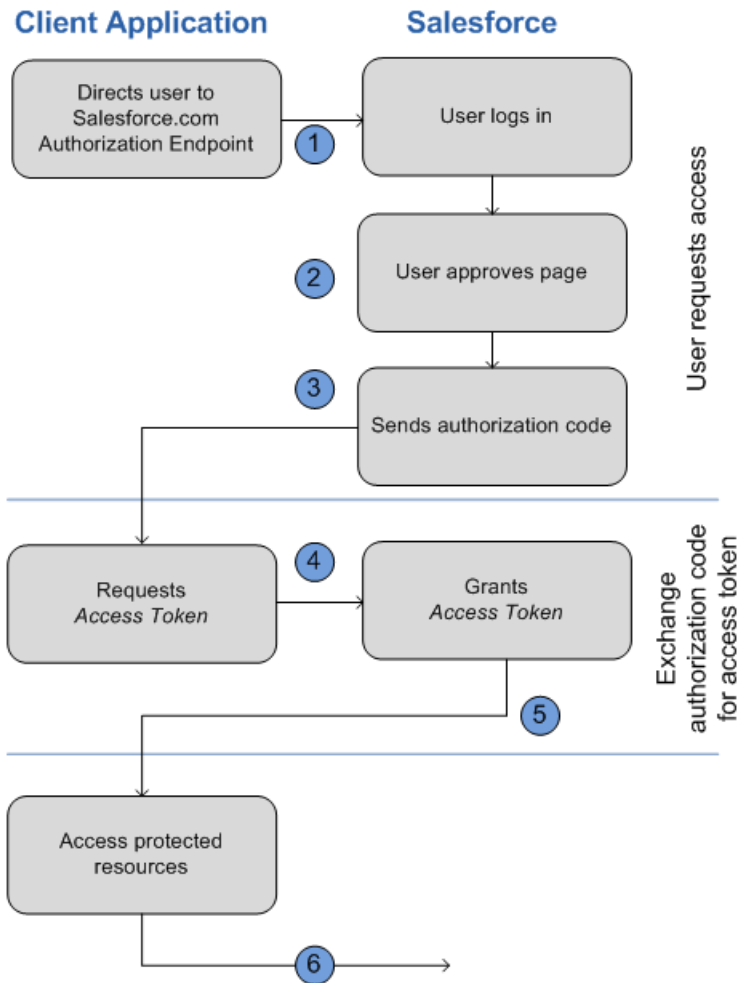 Client Application
Salesforce
Directs user to
Salesforce.com
Authorization Endpoint
1
User logs in
2
User approves page
3
Sends authorization code
User requests access
Requests
Access Token
4
Grants
Access Token
5
Exchange
authorization code
for access token
Access protected
resources
6